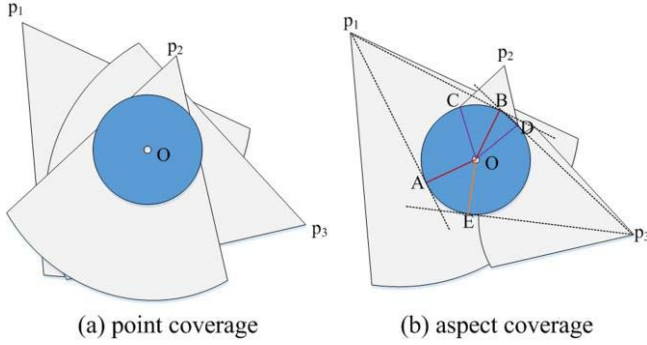 p1
p2
O
p3
(a) point coverage
p1
p2
C
B
D
O
A
E
p3
(b) aspect coverage